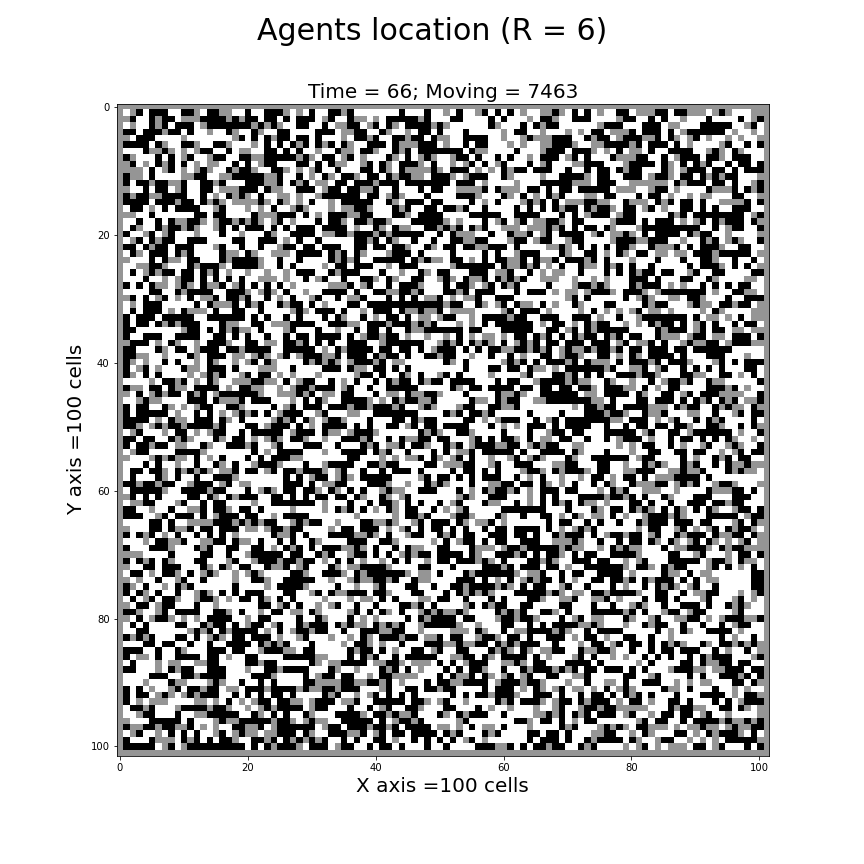 Agents location (R = 6)
Time = 66; Moving = 7463
0
20
40
60
80
100
Y axis =100 cells
0 20 40 60 80 100
X axis =100 cells